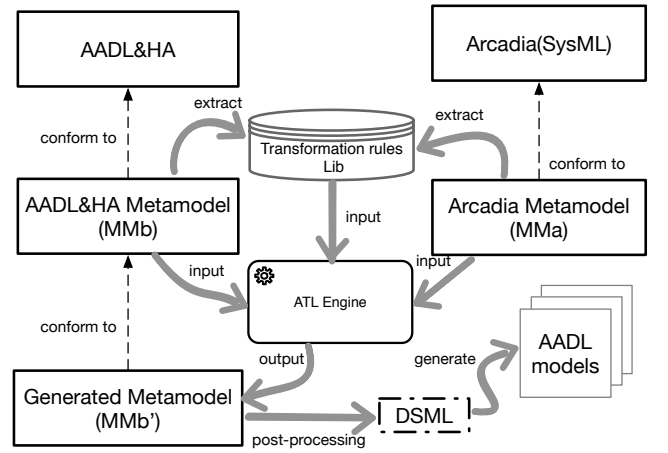 AADL&HA
Arcadia(SysML)
extract
extract
Transformation rules
Lib
conform to
conform to
AADL&HA Metamodel
(MMb)
input
Arcadia Metamodel
(MMa)
input
input
ATL Engine
conform to
output
generate
AADL
models
Generated Metamodel
(MMb’)
DSML
post-processing